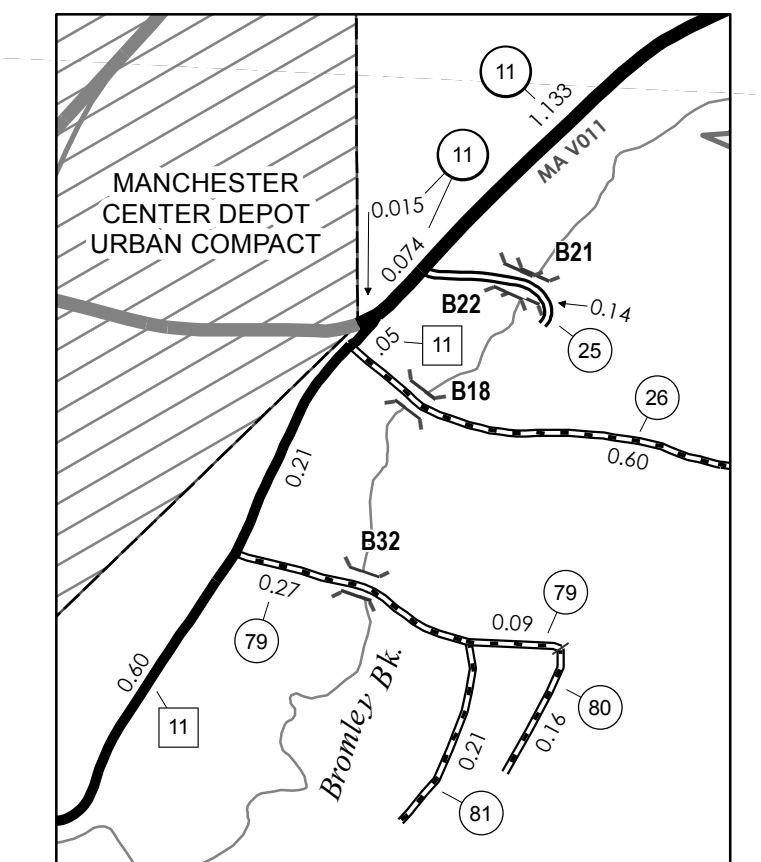 11
1.133
MA V011
11
MANCHESTER
CENTER DEPOT
URBAN COMPACT
0.015
0.074
B21
B22
0.14
.05
11
25
B18
26
0.60
0.21
B32
0.27
79
0.09
79
0.60
11
Bromley Bk.
80
0.16
0.21
81